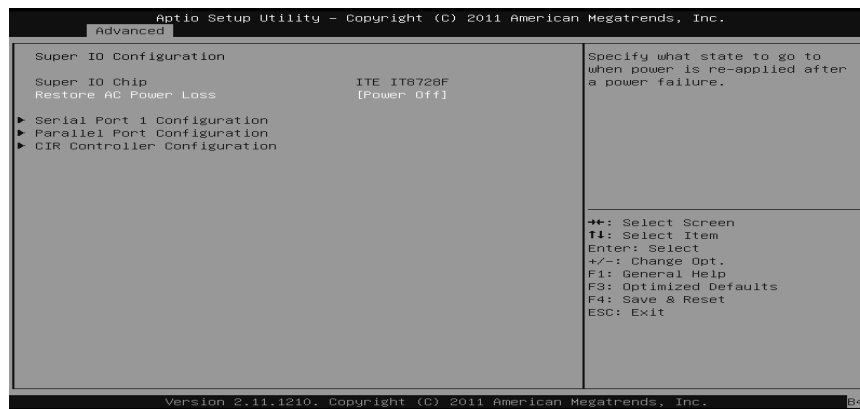 Aptio Setup Utility – Copyright (C) 2011 American Megatrends, Inc.
Advanced
Super IO Configuration
Super IO Chip ITE IT8728F
Restore AC Power Loss [Power Off]
► Serial Port 1 Configuration
► Parallel Port Configuration
► CIR Controller Configuration
Specify what state to go to
when power is re-applied after
a power failure.
→←: Select Screen
↑↓: Select Item
Enter: Select
+/-: Change Opt.
F1: General Help
F3: Optimized Defaults
F4: Save & Reset
ESC: Exit
Version 2.11.1210. Copyright (C) 2011 American Megatrends, Inc.